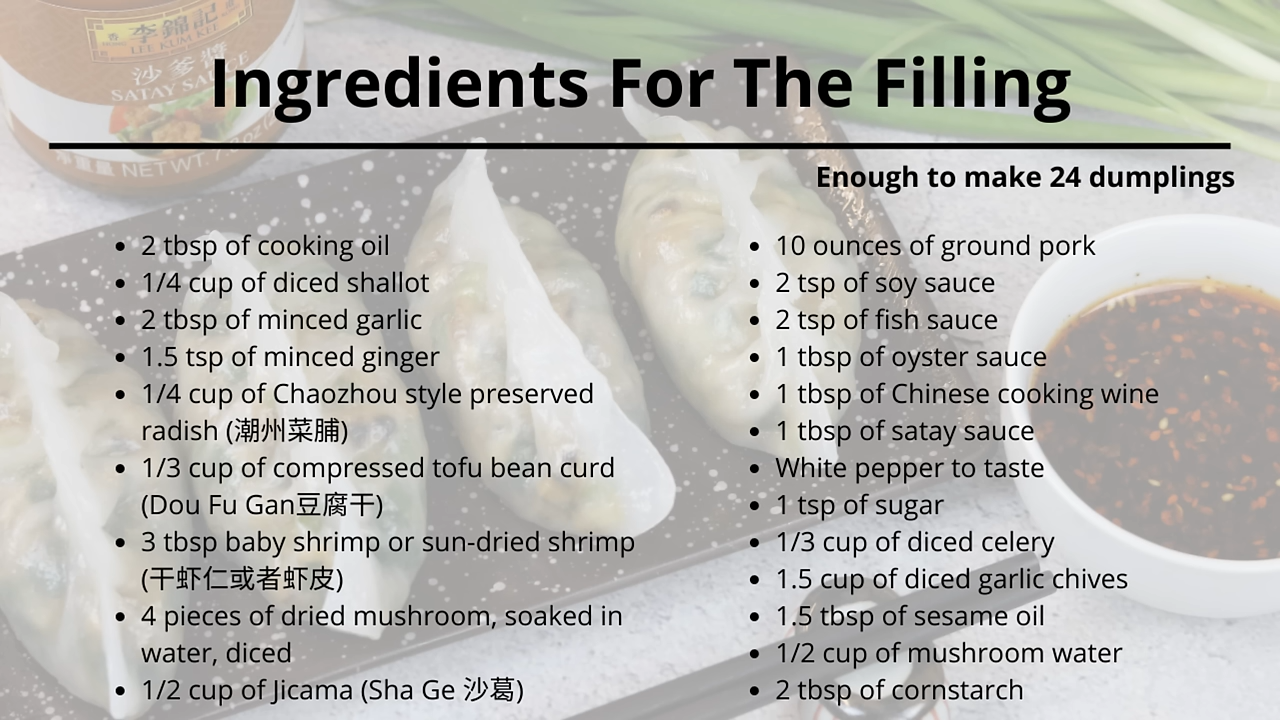 李錦記
LEE KUM KEE
沙爹醬
SATAY SAUCE
Ingredients For The Filling
淨重量 NET WT. 7.
Enough to make 24 dumplings
• 2 tbsp of cooking oil
• 1/4 cup of diced shallot
• 2 tbsp of minced garlic
• 1.5 tsp of minced ginger
• 1/4 cup of Chaozhou style preserved
radish (潮州菜脯)
• 1/3 cup of compressed tofu bean curd
(Dou Fu Gan豆腐干)
• 3 tbsp baby shrimp or sun-dried shrimp
(干虾仁或者虾皮)
• 4 pieces of dried mushroom, soaked in
water, diced
• 1/2 cup of Jicama (Sha Ge 沙葛)
• 10 ounces of ground pork
• 2 tsp of soy sauce
• 2 tsp of fish sauce
• 1 tbsp of oyster sauce
• 1 tbsp of Chinese cooking wine
• 1 tbsp of satay sauce
• White pepper to taste
• 1 tsp of sugar
• 1/3 cup of diced celery
• 1.5 cup of diced garlic chives
• 1.5 tbsp of sesame oil
• 1/2 cup of mushroom water
• 2 tbsp of cornstarch